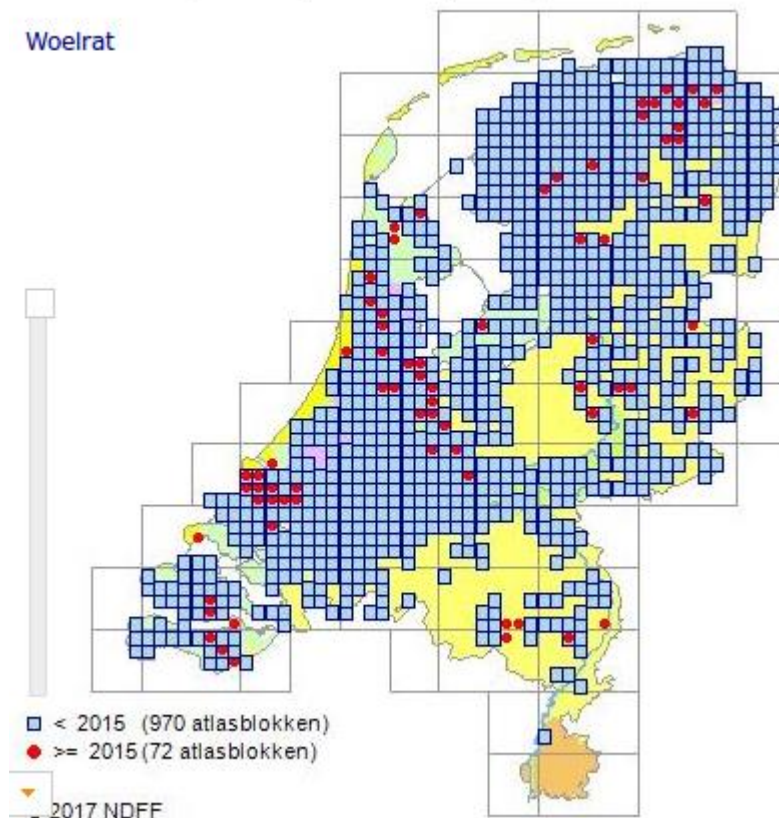 Woelrat
< 2015 (970 atlasblokken)
>= 2015 (72 atlasblokken)
2017 NDFF